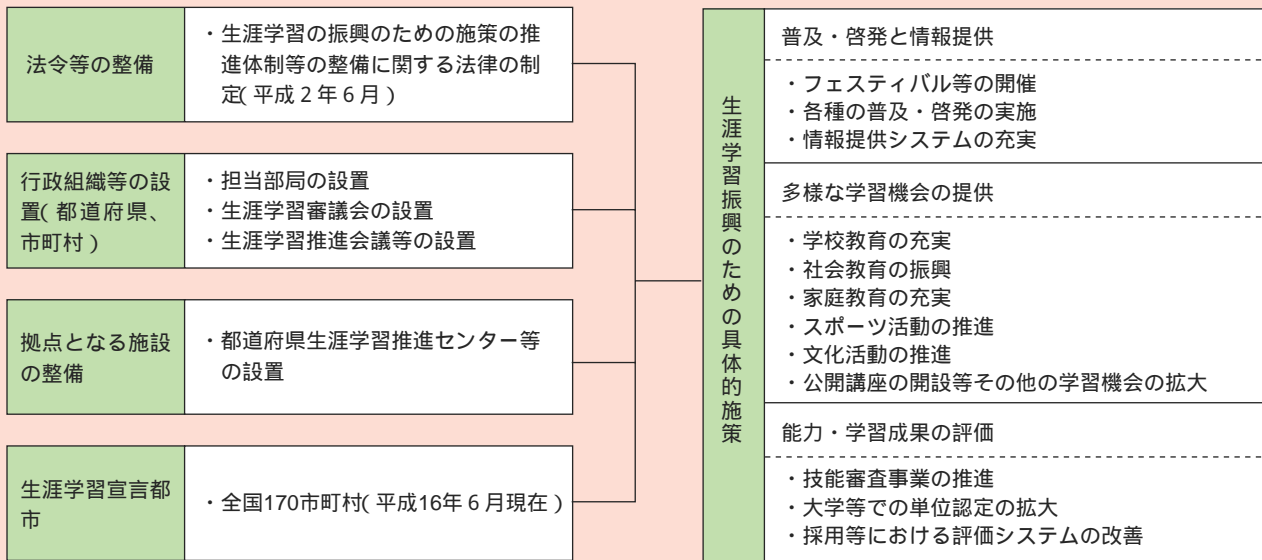 法令等の整備
・生涯学習の振興のための施策の推
進体制等の整備に関する法律の制
定(平成２年６月)
行政組織等の設
置(都道府県、
市町村)
・担当部局の設置
・生涯学習審議会の設置
・生涯学習推進会議等の設置
拠点となる施設
の整備
・都道府県生涯学習推進センター等
の設置
生涯学習宣言都
市
・全国170市町村(平成16年６月現在)
生涯学習振興のための具体的施策
普及・啓発と情報提供
・フェスティバル等の開催
・各種の普及・啓発の実施
・情報提供システムの充実
多様な学習機会の提供
・学校教育の充実
・社会教育の振興
・家庭教育の充実
・スポーツ活動の推進
・文化活動の推進
・公開講座の開設等その他の学習機会の拡大
能力・学習成果の評価
・技能審査事業の推進
・大学等での単位認定の拡大
・採用等における評価システムの改善